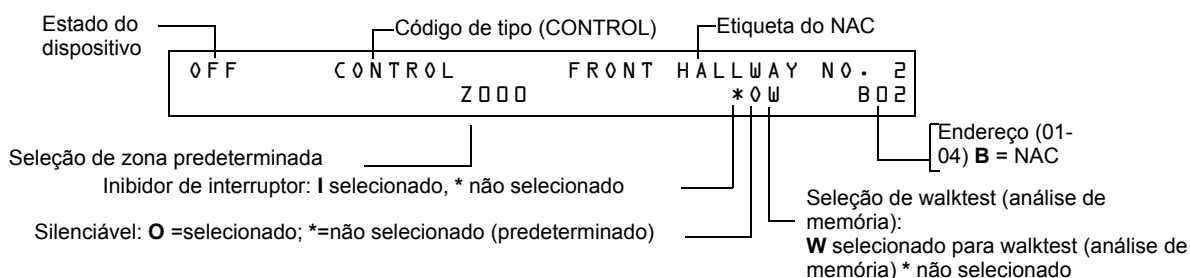 Estado do
dispositivo
Código de tipo (CONTROL)
Etiqueta do NAC
OFF CONTROL FRONT HALLWAY NO. 2
Z000 *OW B02
Endereço (01-
04) B = NAC
Seleção de zona predeterminada
Inibidor de interruptor: I selecionado, * não selecionado
Seleção de walktest (análise de
memória):
Silenciável: O =selecionado; *=não selecionado (predeterminado)
W selecionado para walktest (análise de
memória) * não selecionado